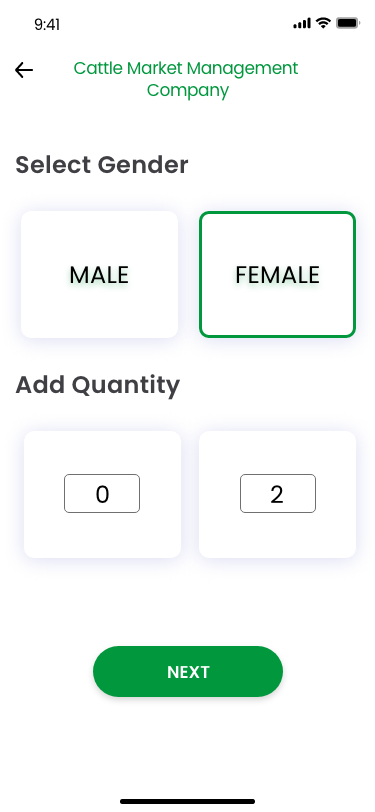 9:41
Cattle Market Management
Company
Select Gender
MALE
FEMALE
Add Quantity
0
2
NEXT